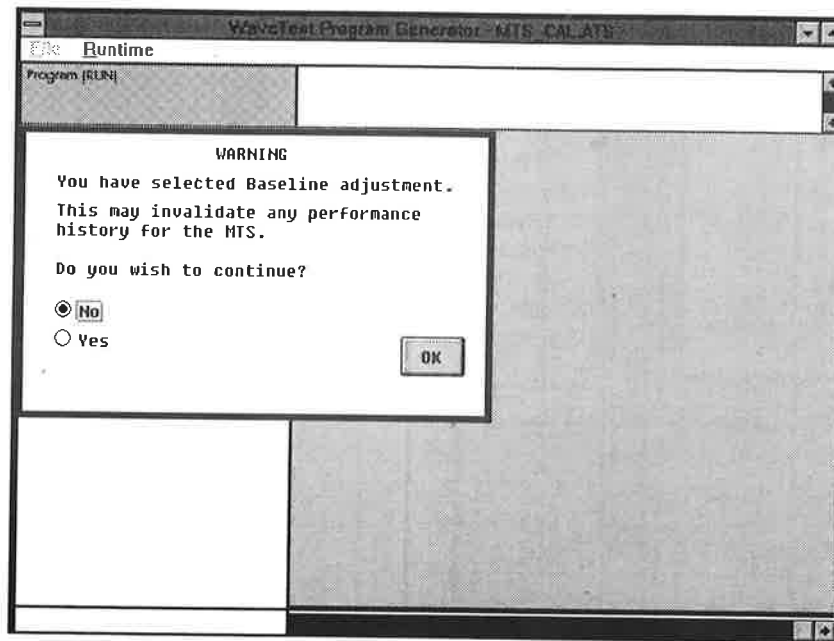 WaveTest Program Generator - MTS_CAL.ATS
File Runtime
Program [RUN]
WARNING
You have selected Baseline adjustment.
This may invalidate any performance
history for the MTS.
Do you wish to continue?
No
Yes
OK